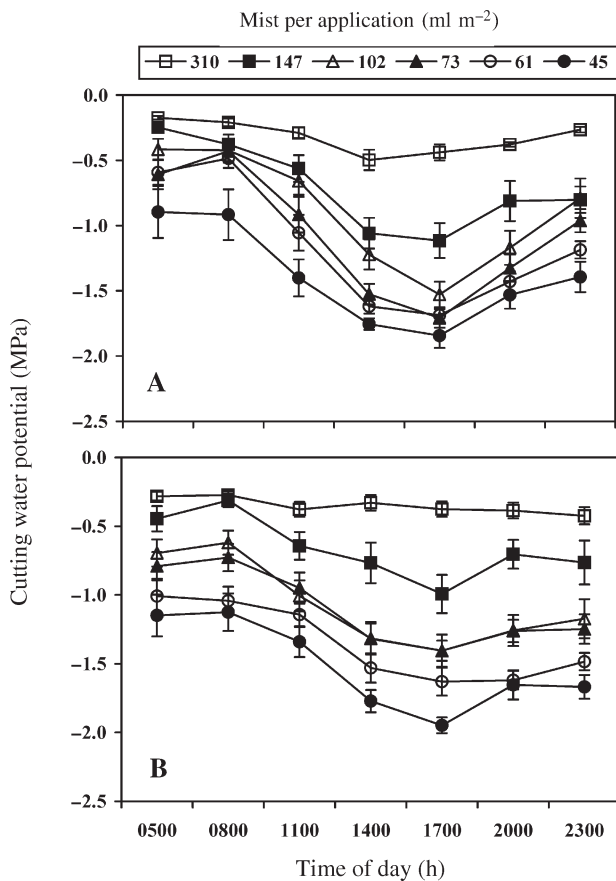 Mist per application (ml m⁻²)
310 147 102 73 61 45
Cutting water potential (MPa)
0.0
−0.5
−1.0
−1.5
−2.0
−2.5
A
0.0
−0.5
−1.0
−1.5
−2.0
−2.5
B
0500 0800 1100 1400 1700 2000 2300
Time of day (h)